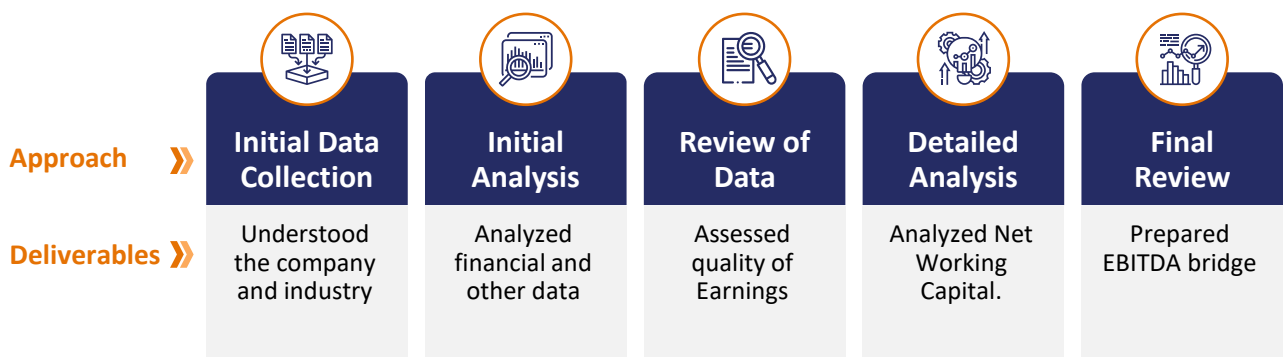 Approach
Initial Data
Collection
Initial
Analysis
Review of
Data
Detailed
Analysis
Final
Review
Deliverables
Understood
the company
and industry
Analyzed
financial and
other data
Assessed
quality of
Earnings
Analyzed Net
Working
Capital.
Prepared
EBITDA bridge